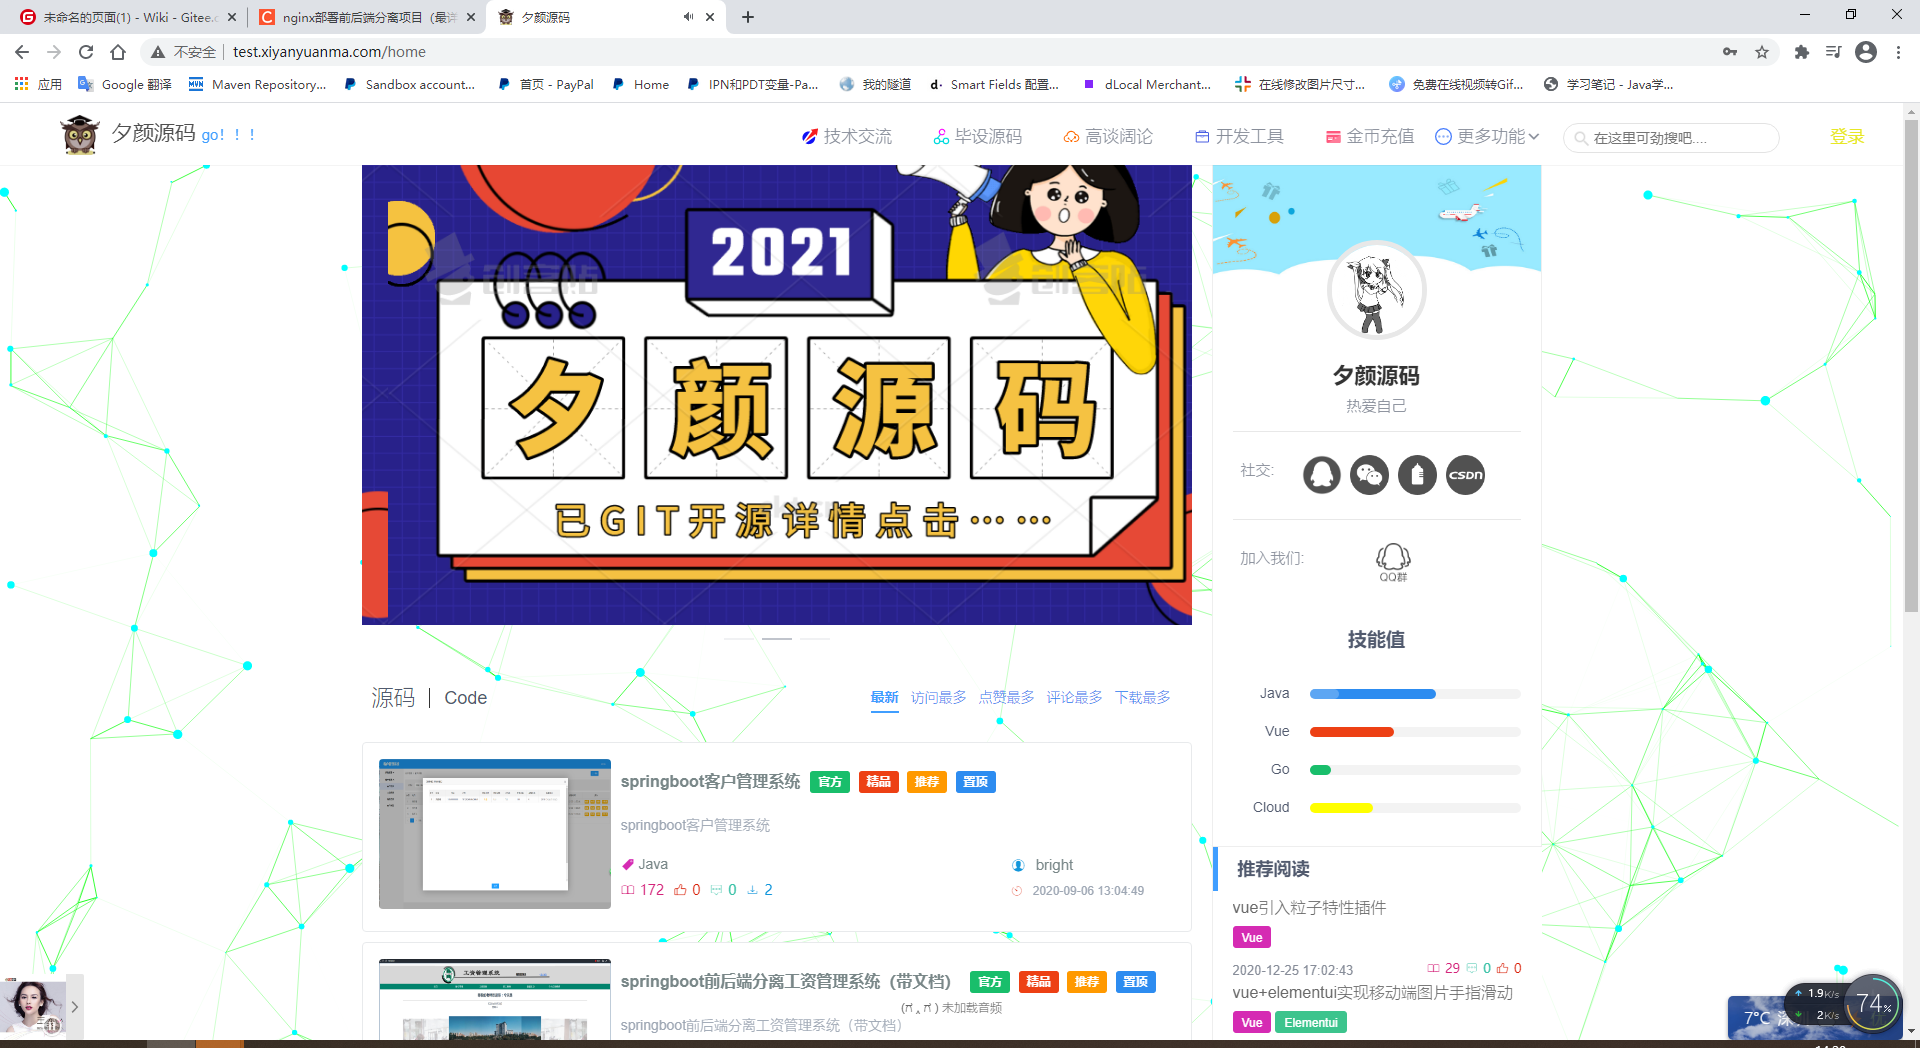 未命名的页面(1) - Wiki - Gitee.c
nginx部署前后端分离项目（最详
夕颜源码
不安全 | test.xiyanyuanma.com/home
应用
Google 翻译
Maven Repository...
Sandbox account...
首页 - PayPal
Home
IPN和PDT变量-Pa...
我的隧道
d· Smart Fields 配置...
dLocal Merchant...
在线修改图片尺寸...
免费在线视频转Gif...
学习笔记 - Java学...
夕颜源码 go！！！
技术交流
毕设源码
高谈阔论
开发工具
金币充值
更多功能
在这里可劲搜吧....
登录
2021
夕颜源码
已GIT开源详情点击……
夕颜源码
热爱自己
社交:
CSDN
加入我们:
QQ群
技能值
Java
Vue
Go
Cloud
源码 | Code
最新 访问最多 点赞最多 评论最多 下载最多
springboot客户管理系统 官方 精品 推荐 置顶
springboot客户管理系统
Java
bright
172 0 0 2
2020-09-06 13:04:49
工资管理系统
springboot前后端分离工资管理系统（带文档） 官方 精品 推荐 置顶
未加载音频
springboot前后端分离工资管理系统（带文档）
推荐阅读
vue引入粒子特性插件
Vue
2020-12-25 17:02:43
29 0 0
vue+elementui实现移动端图片手指滑动
Vue Elementui
7°C
1.9K/s
2K/s
74%